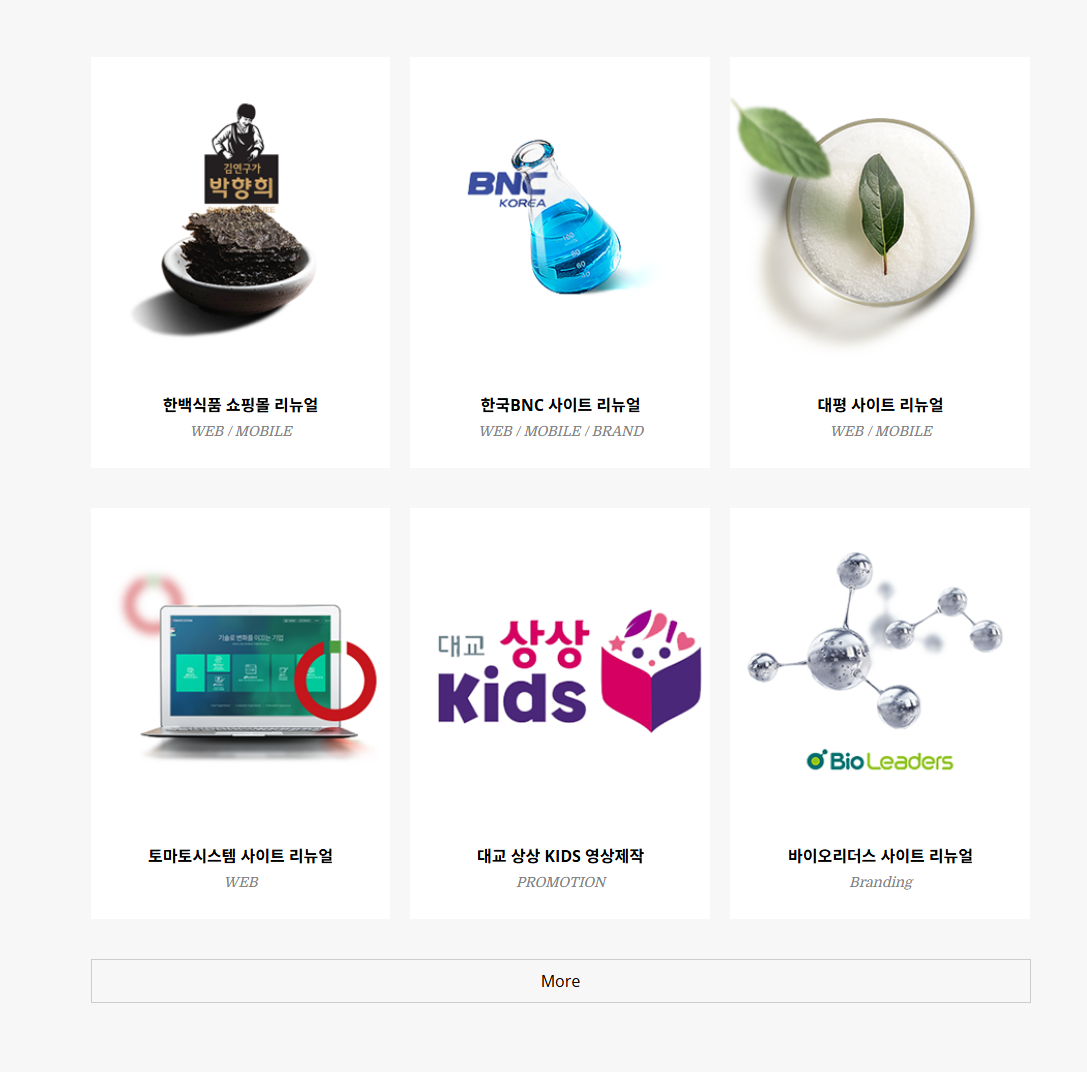 김연구가
박향희
BNC
KOREA
한백식품 쇼핑몰 리뉴얼
WEB / MOBILE
한국BNC 사이트 리뉴얼
WEB / MOBILE / BRAND
대평 사이트 리뉴얼
WEB / MOBILE
기술로 변화를 이끄는 기업
대교 상상
Kids
Bio Leaders
토마토시스템 사이트 리뉴얼
WEB
대교 상상 KIDS 영상제작
PROMOTION
바이오리더스 사이트 리뉴얼
Branding
More